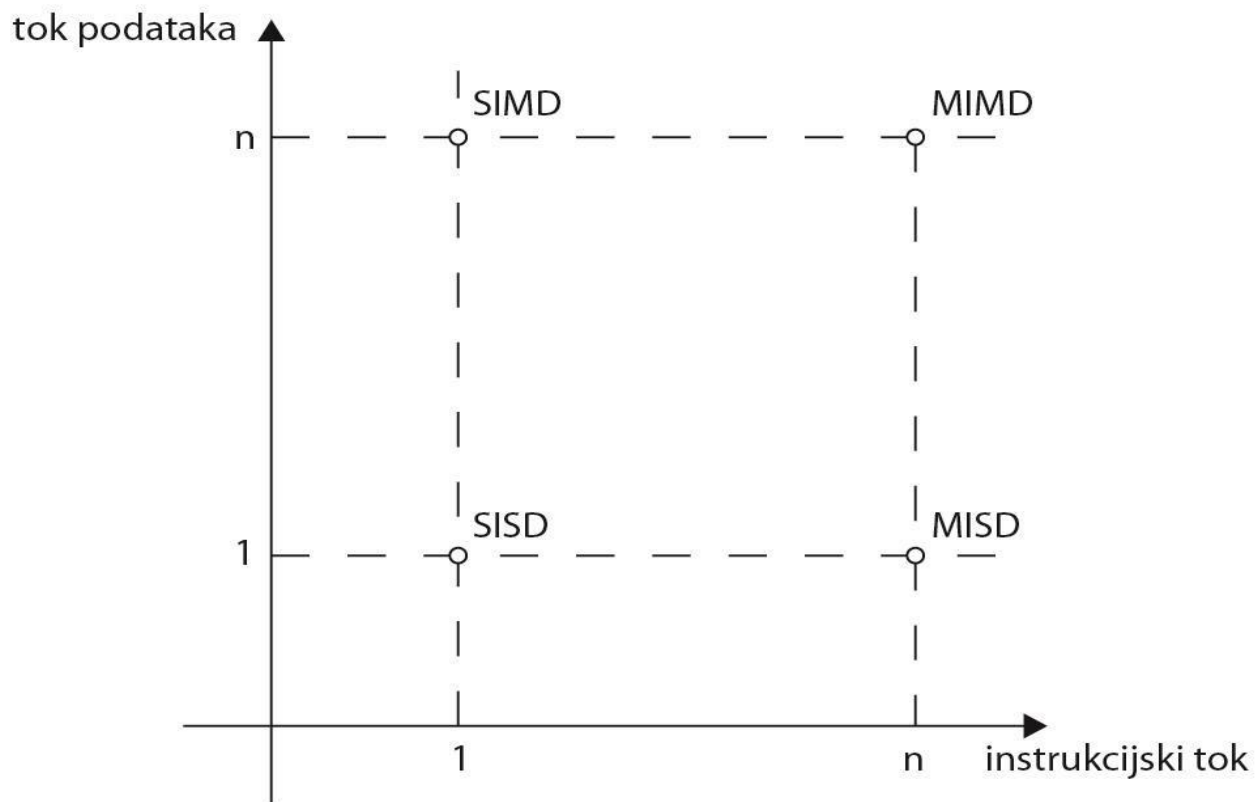 tok podataka
SIMD
MIMD
n
SISD
MISD
1
1
n
instrukcijski tok